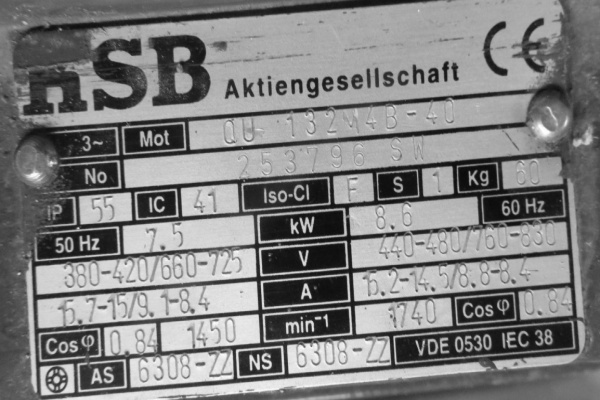 KSB Aktiengesellschaft CE
3~ Mot QU 132M4B-40
No 253796 SW
IP 55 IC 41 Iso-Cl F S 1 Kg 60
50 Hz 7.5 kW 8.6 60 Hz
380-420/660-725 V 440-480/760-830
15.7-15/9.1-8.4 A 15.2-14.5/8.8-8.4
Cos φ 0.84 1450 min⁻¹ 1740 Cos φ 0.84
AS 6308-ZZ NS 6308-ZZ VDE 0530 IEC 38